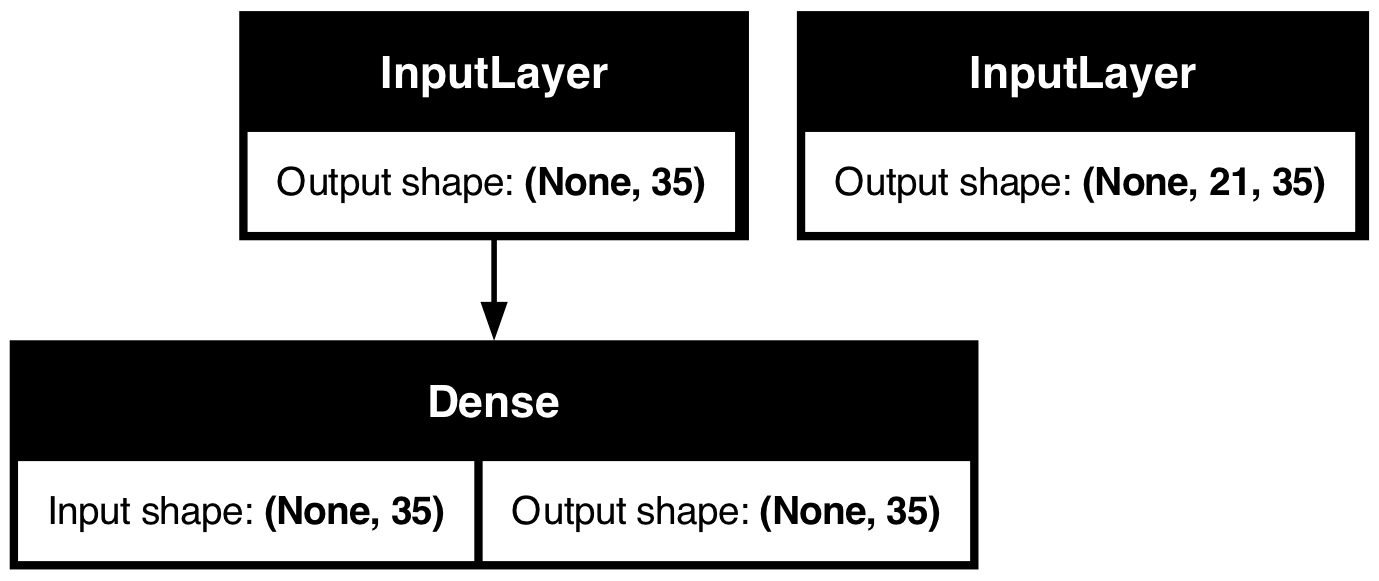 InputLayer
Output shape: (None, 35)
InputLayer
Output shape: (None, 21, 35)
Dense
Input shape: (None, 35)
Output shape: (None, 35)